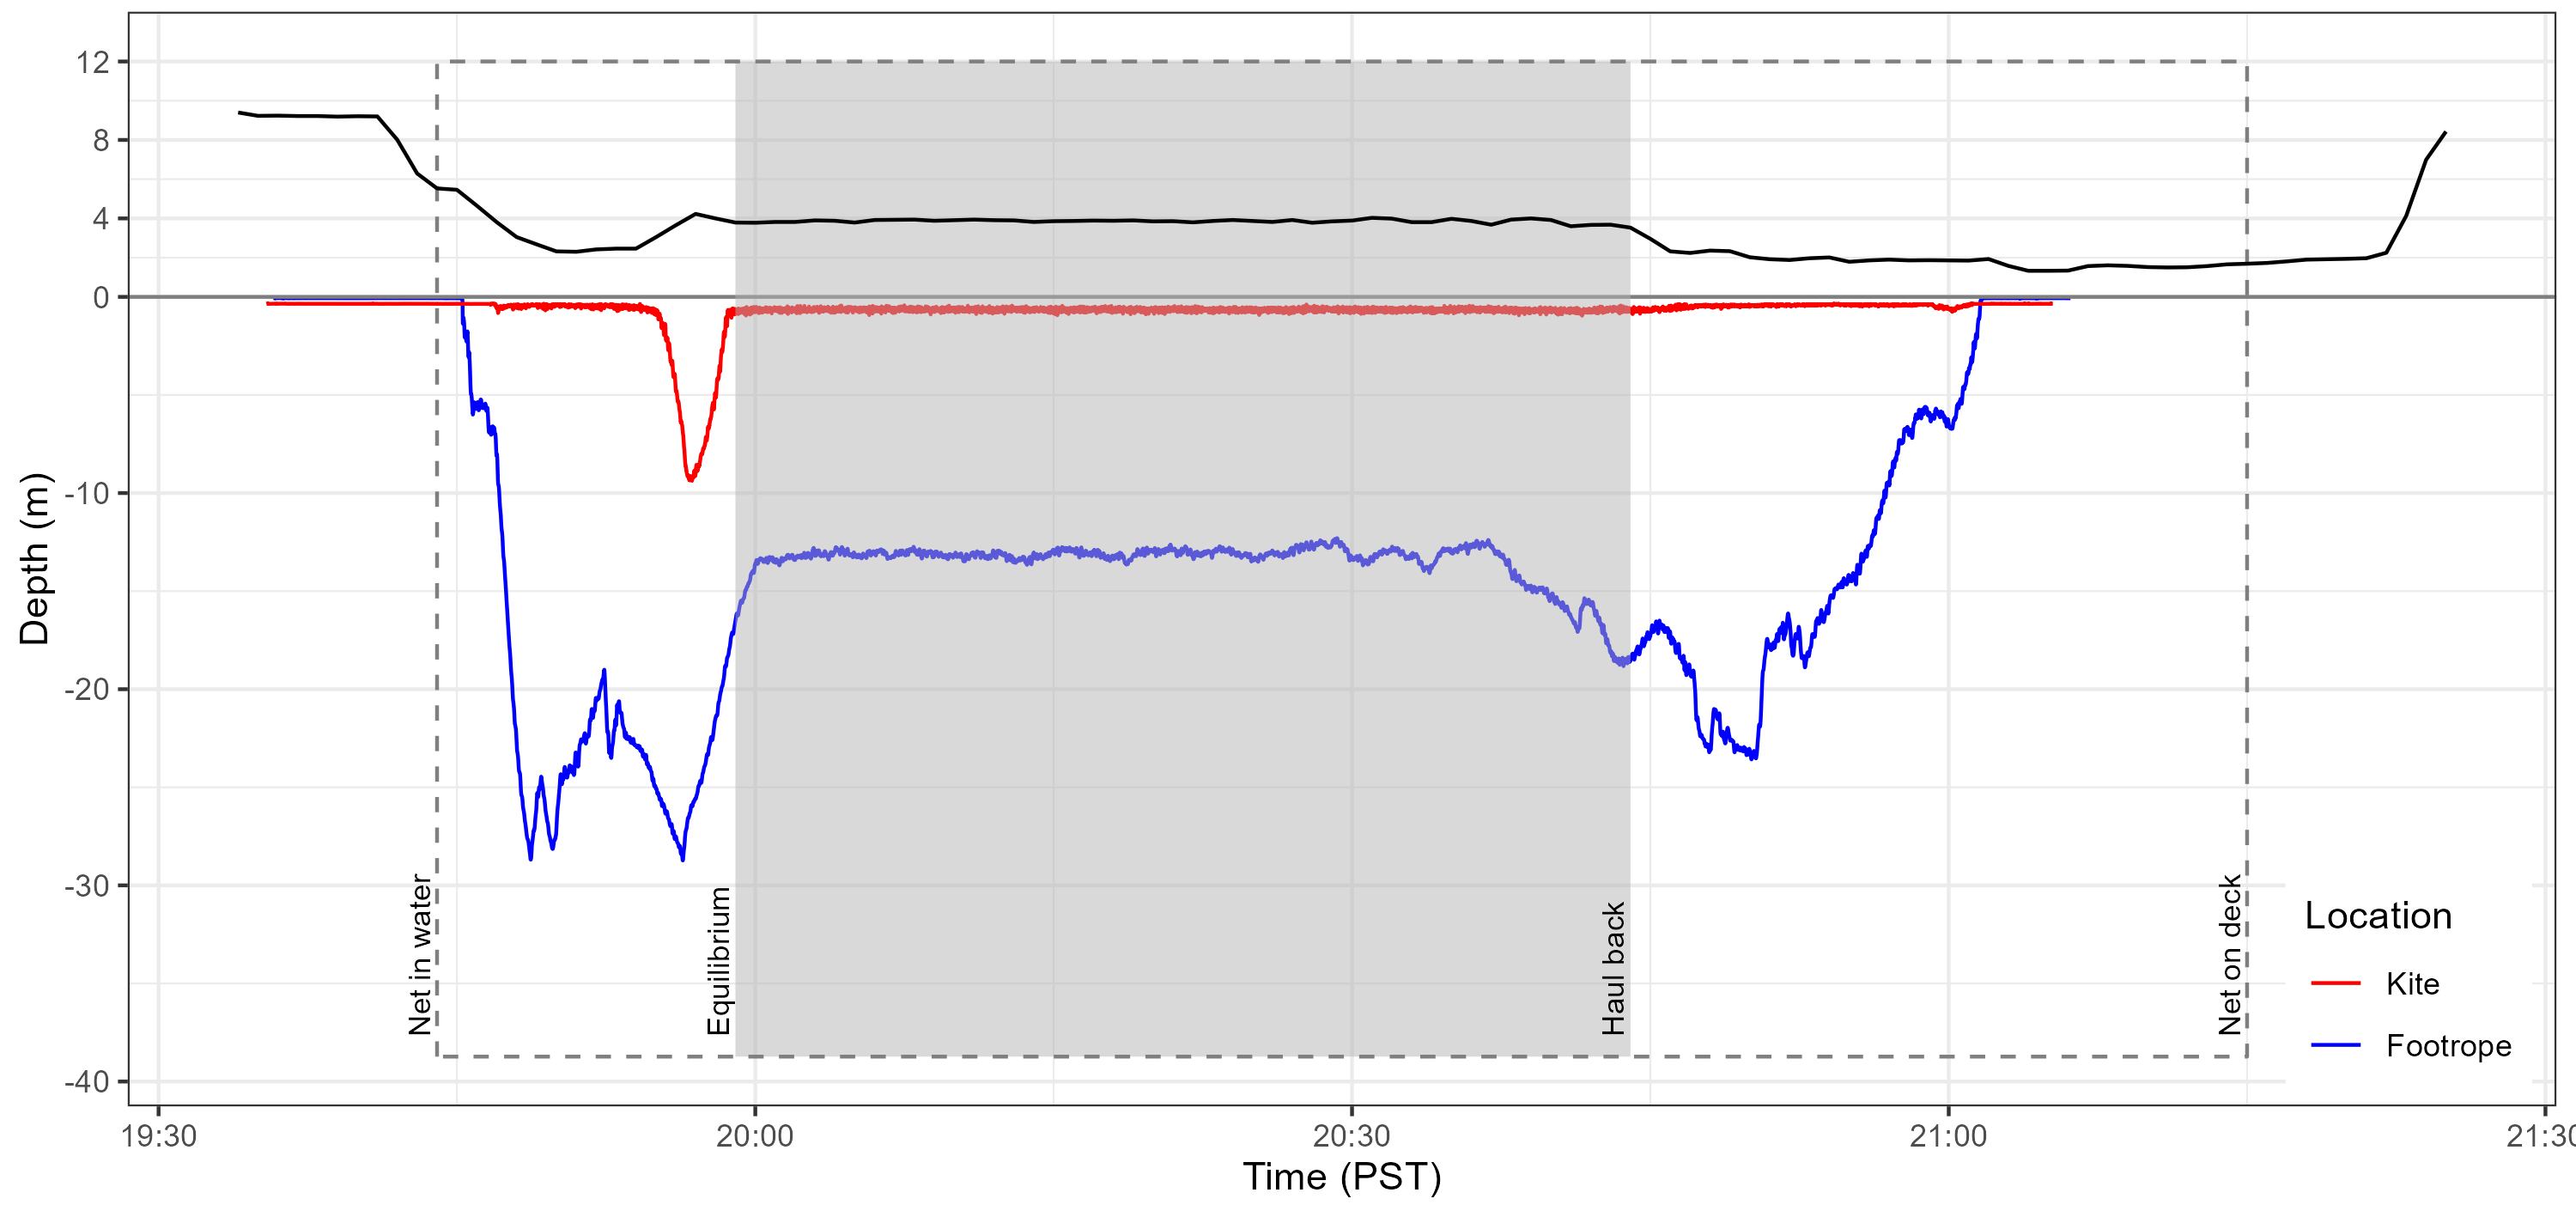 12
8
4
0
-10
-20
-30
-40
Depth (m)
Net in water
Equilibrium
Haul back
Net on deck
Location
Kite
Footrope
19:30
20:00
20:30
21:00
21:30
Time (PST)